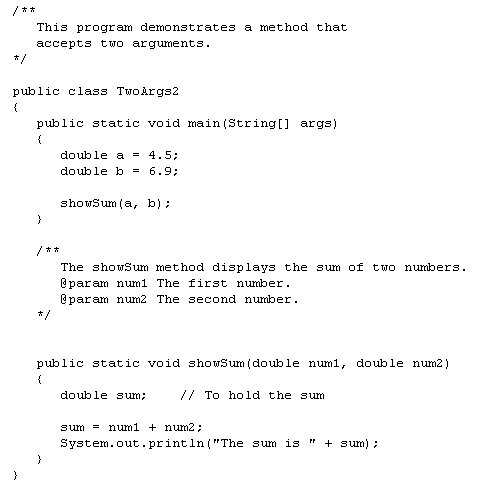 /**
   This program demonstrates a method that
   accepts two arguments.
*/
public class TwoArgs2
{
   public static void main(String[] args)
   {
      double a = 4.5;
      double b = 6.9;
      showSum(a, b);
   }
   /**
      The showSum method displays the sum of two numbers.
      @param num1 The first number.
      @param num2 The second number.
   */
   public static void showSum(double num1, double num2)
   {
      double sum;    // To hold the sum
      sum = num1 + num2;
      System.out.println("The sum is " + sum);
   }
}